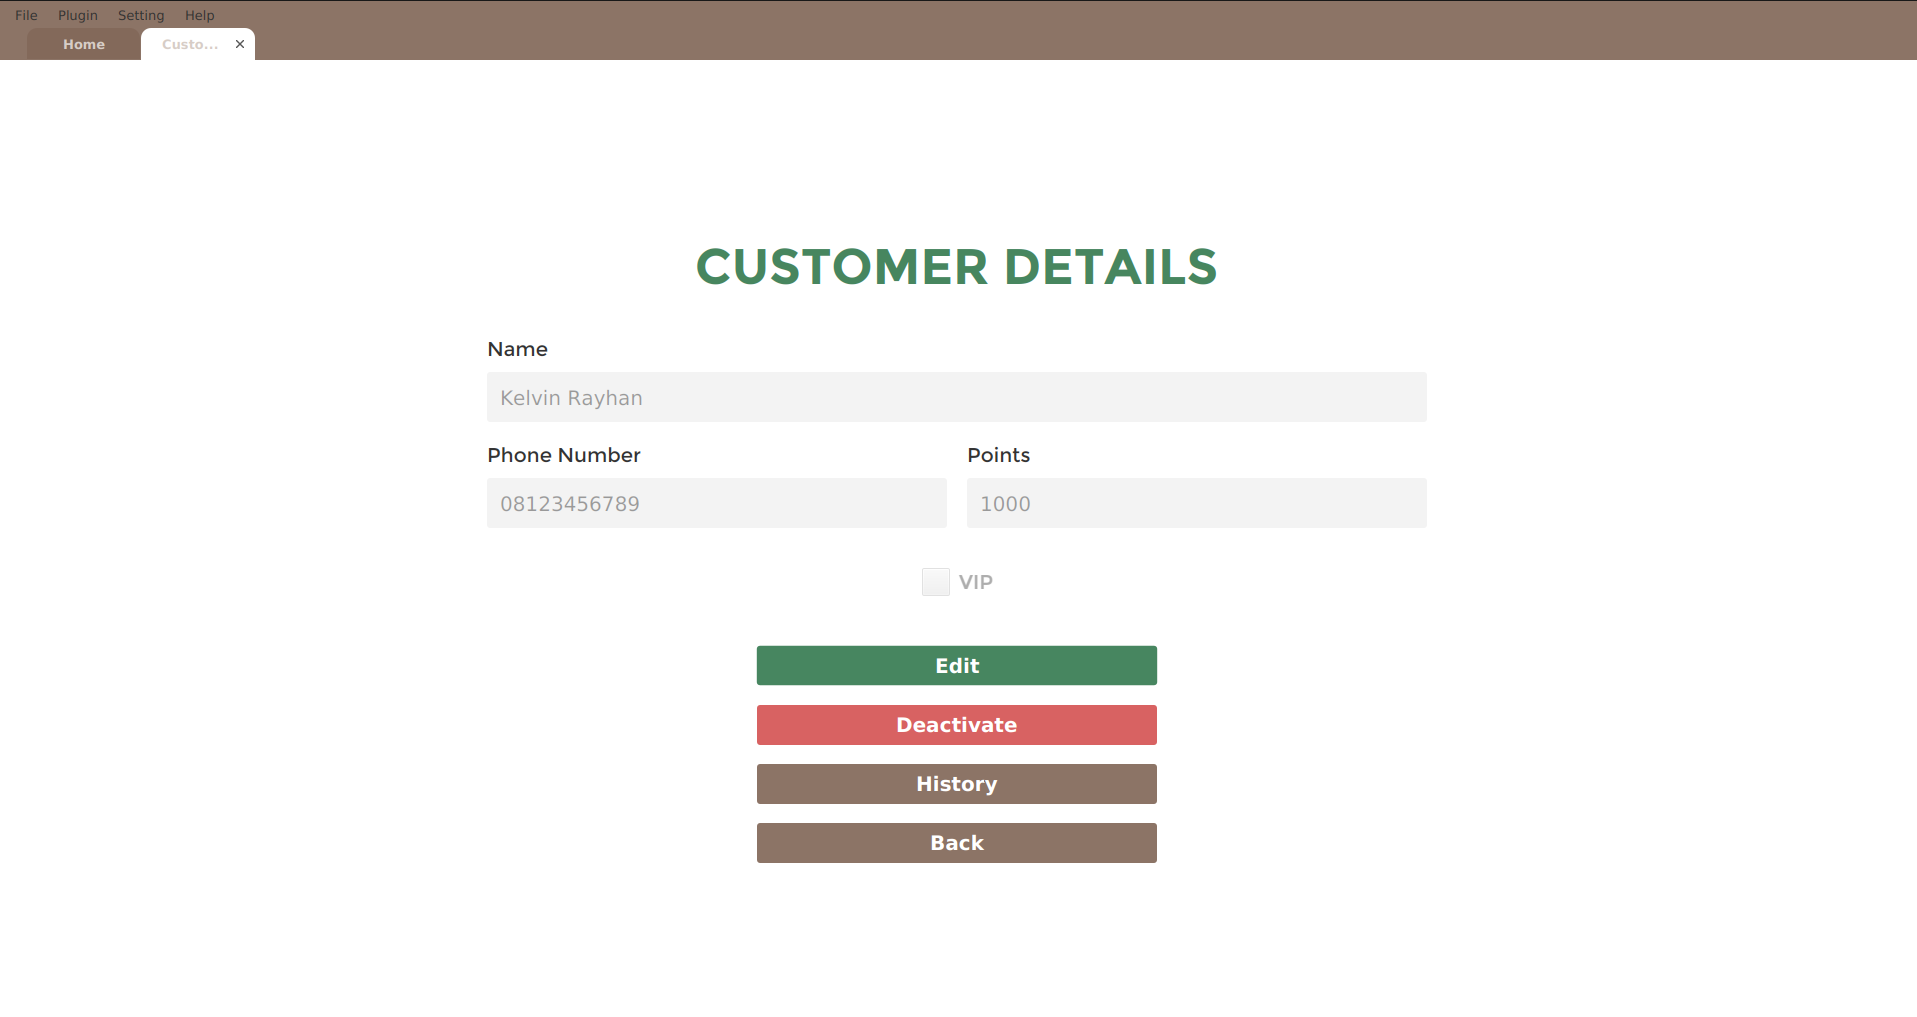 File Plugin Setting Help
Home Custo... ×
CUSTOMER DETAILS
Name
Kelvin Rayhan
Phone Number Points
08123456789 1000
VIP
Edit
Deactivate
History
Back